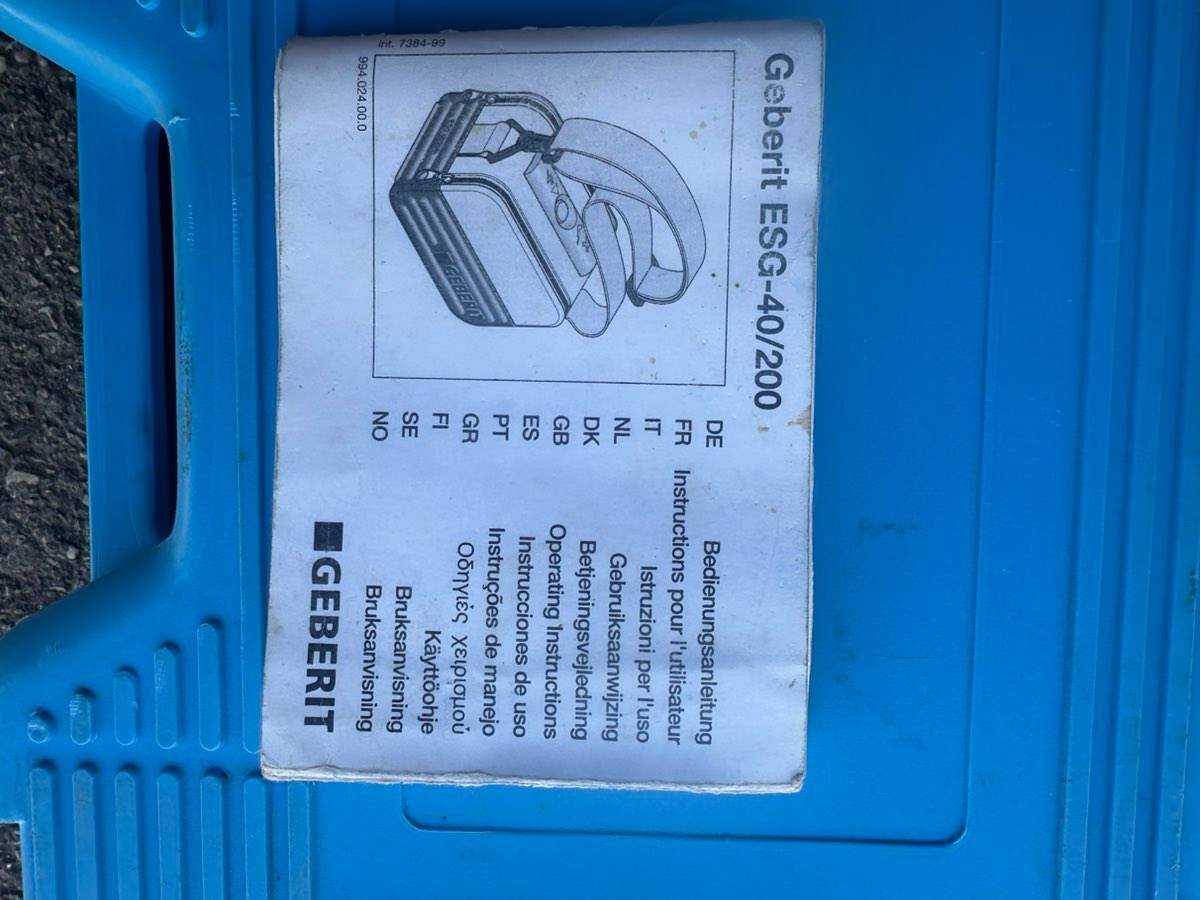 Geberit ESG-40/200
GEBERIT
int. 7384-99
994.024.00.0
DE Bedienungsanleitung
FR Instructions pour l'utilisateur
IT Istruzioni per l'uso
NL Gebruiksaanwijzing
DK Betjeningsvejledning
GB Operating Instructions
ES Instrucciones de uso
PT Instruções de manejo
GR Οδηγιές χειρισμού
FI Käyttöohje
SE Bruksanvisning
NO Bruksanvisning
GEBERIT